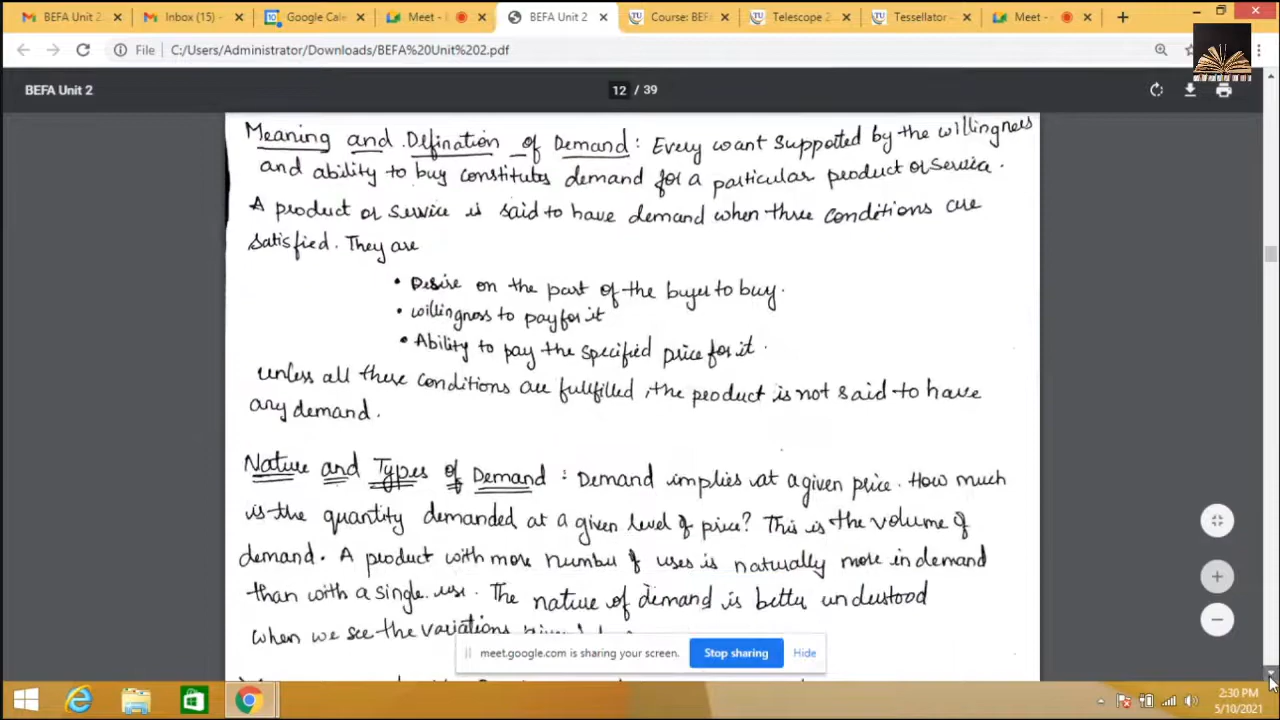 BEFA Unit 2
Inbox (15) -
Google Cal
Meet -
BEFA Unit 2
Course: BEF
Telescope 2
Tessellator -
Meet -
File
C:/Users/Administrator/Downloads/BEFA%20Unit%202.pdf
BEFA Unit 2
12 / 39
Meaning and Defination of Demand : Every want supported by the willingness
and ability to buy constitutes demand for a particular product or service.
A product or service is said to have demand when three conditions are
satisfied. They are
• Desire on the part of the buyer to buy.
• willingness to pay for it
• Ability to pay the specified price for it.
unless all these conditions are fullfilled, the product is not said to have
any demand.
Nature and Types of Demand : Demand implies at a given price. How much
is the quantity demanded at a given level of price? This is the volume of
demand. A product with more number of uses is naturally more in demand
than with a single use. The nature of demand is better understood
when we see the variations
meet.google.com is sharing your screen.
Stop sharing
Hide
2:30 PM
5/10/2021